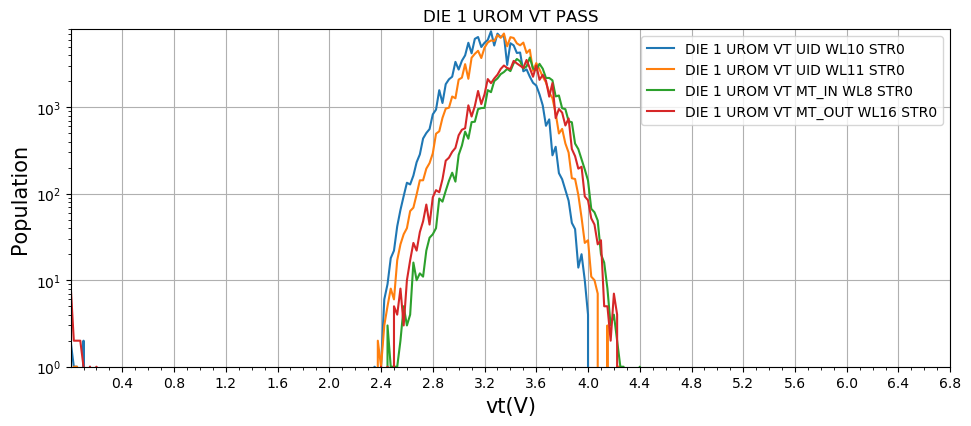 DIE 1 UROM VT PASS
DIE 1 UROM VT UID WL10 STR0
DIE 1 UROM VT UID WL11 STR0
DIE 1 UROM VT MT_IN WL8 STR0
DIE 1 UROM VT MT_OUT WL16 STR0
Population
10³
10²
10¹
10⁰
0.4 0.8 1.2 1.6 2.0 2.4 2.8 3.2 3.6 4.0 4.4 4.8 5.2 5.6 6.0 6.4 6.8
vt(V)